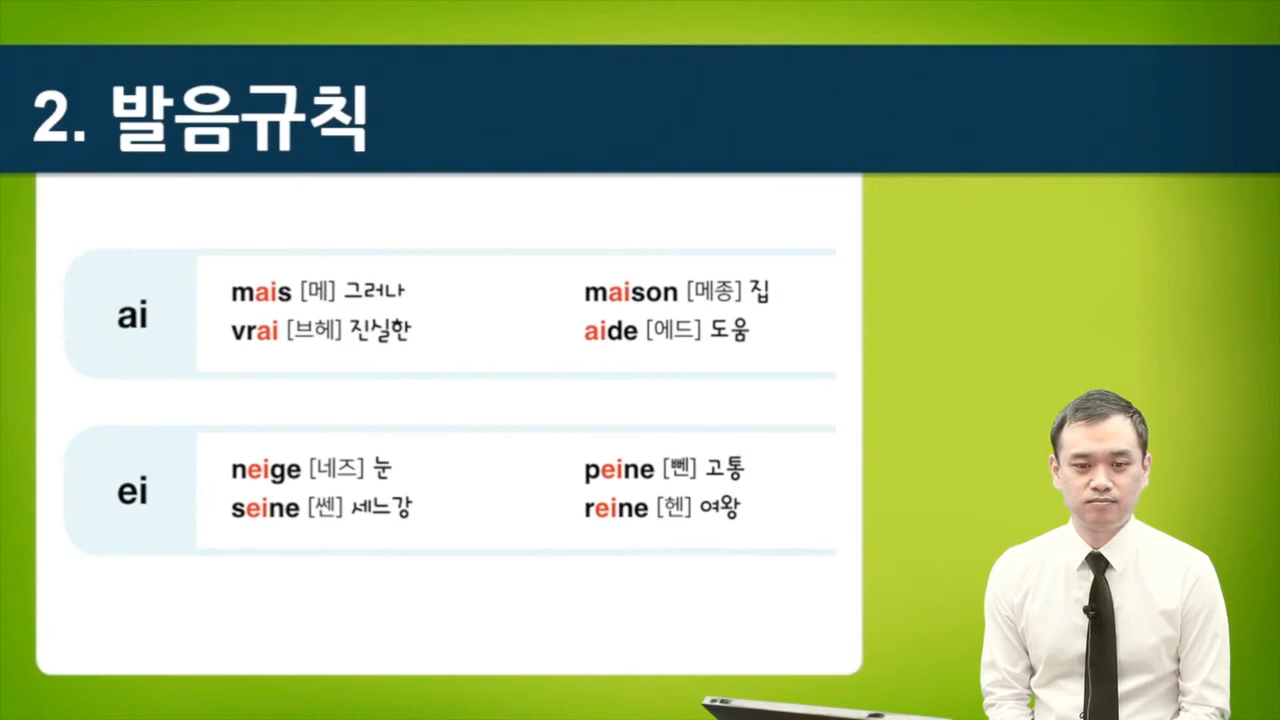 2. 발음규칙
ai
mais [메] 그러나
maison [메종] 집
vrai [브헤] 진실한
aide [에드] 도움
ei
neige [네즈] 눈
peine [뻰] 고통
seine [쎈] 세느강
reine [헨] 여왕